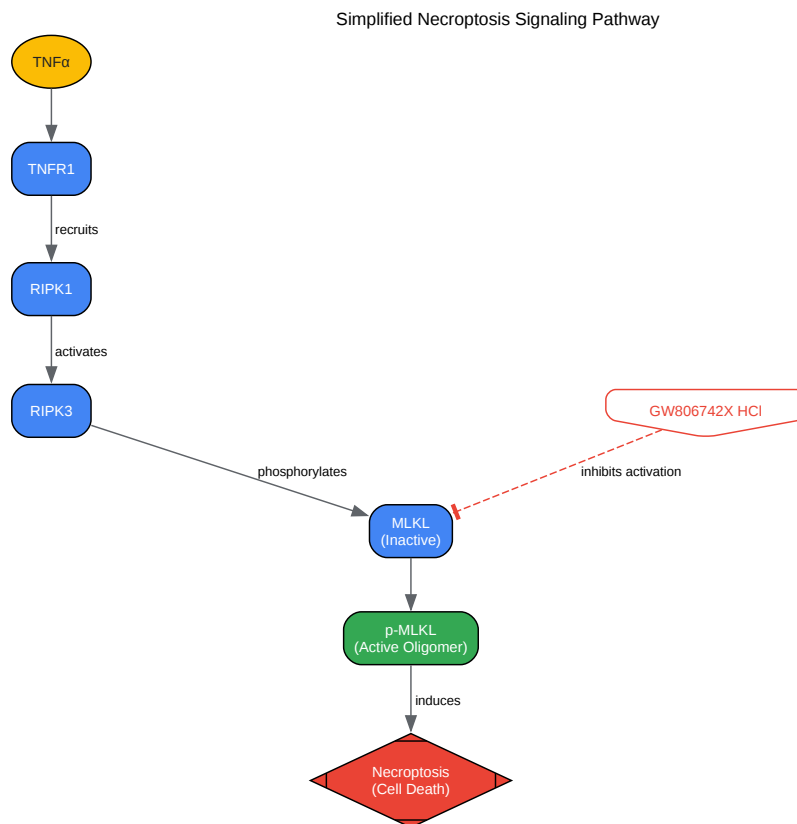 Simplified Necroptosis Signaling Pathway
TNFα
TNFR1
recruits
RIPK1
activates
RIPK3
GW806742X HCl
phosphorylates
inhibits activation
MLKL
(Inactive)
p-MLKL
(Active Oligomer)
induces
Necroptosis
(Cell Death)